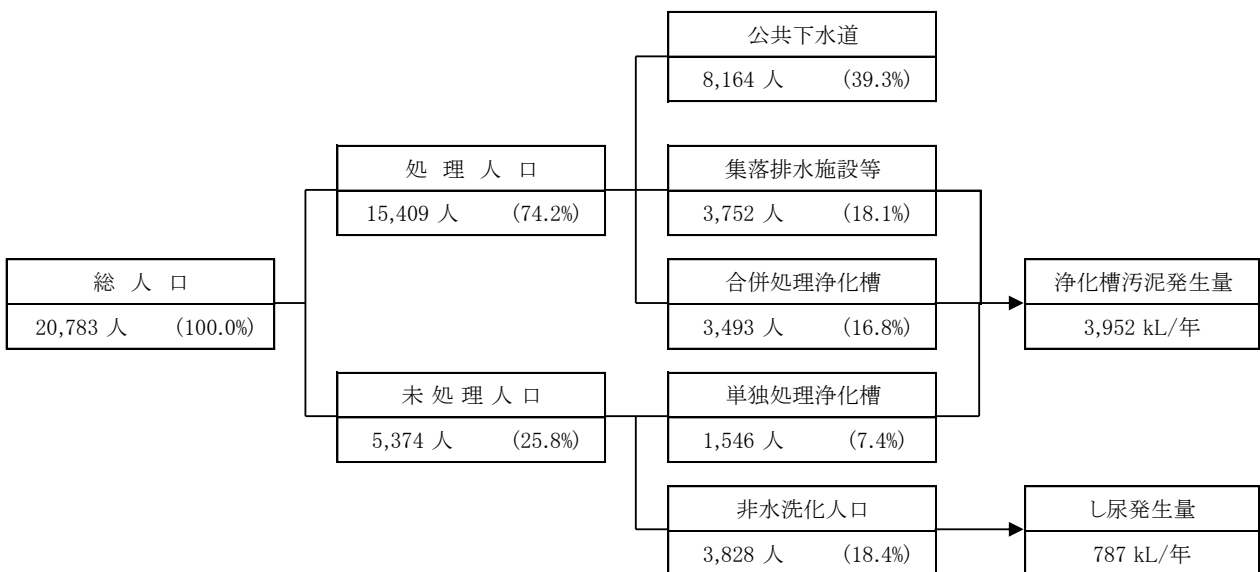 公共下水道
8,164 人 (39.3%)
処 理 人 口
15,409 人 (74.2%)
集落排水施設等
3,752 人 (18.1%)
総 人 口
20,783 人 (100.0%)
合併処理浄化槽
3,493 人 (16.8%)
浄化槽汚泥発生量
3,952 kL/年
未 処 理 人 口
5,374 人 (25.8%)
単独処理浄化槽
1,546 人 (7.4%)
非水洗化人口
3,828 人 (18.4%)
し尿発生量
787 kL/年